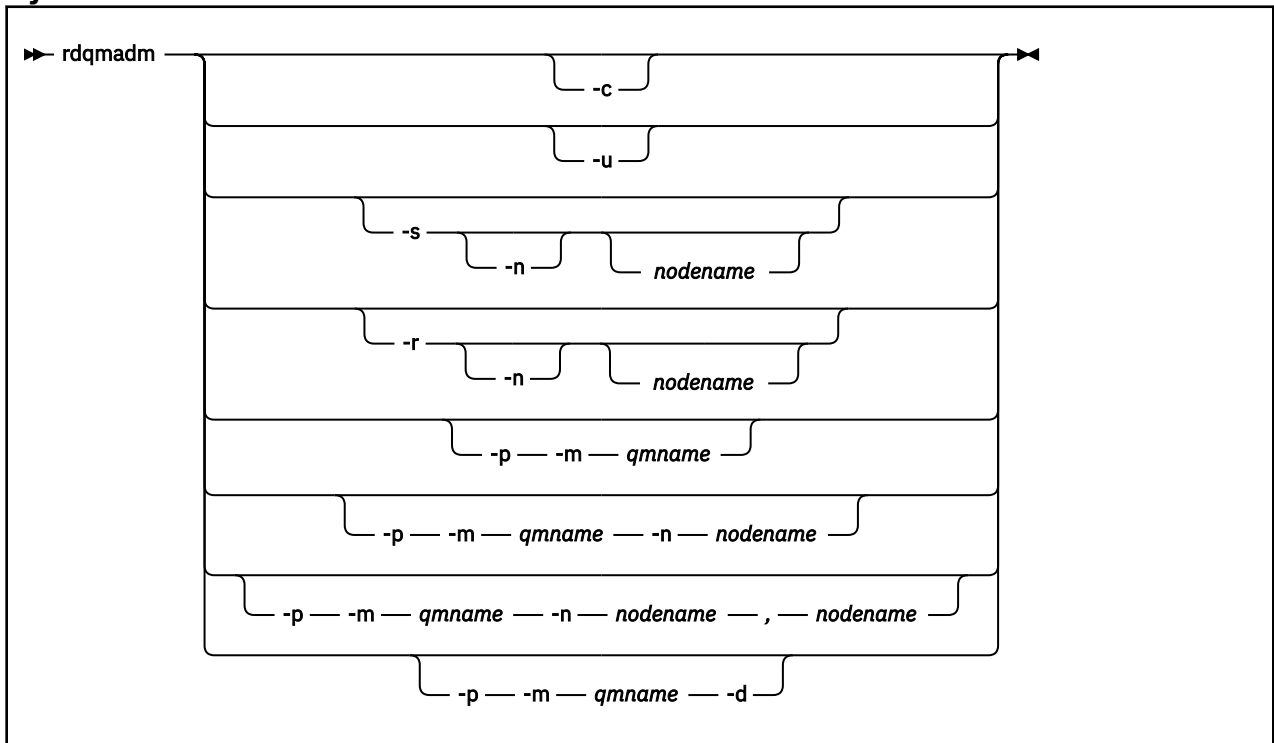 rdqmadm
-c
-u
-s
-n nodename
-r
-n nodename
-p -m qmname
-p -m qmname -n nodename
-p -m qmname -n nodename , nodename
-p -m qmname -d